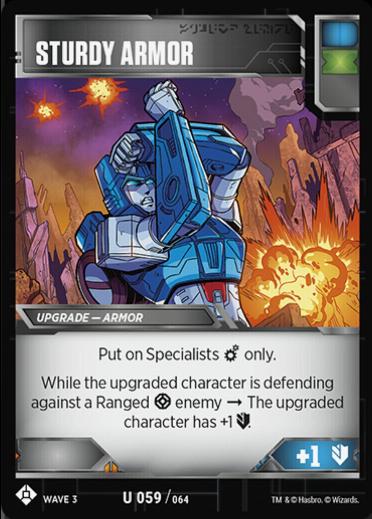 STURDY ARMOR
UPGRADE – ARMOR
Put on Specialists only.
While the upgraded character is defending
against a Ranged enemy → The upgraded
character has +1
+1
WAVE 3
U 059 / 064
TM & © Hasbro. © Wizards.